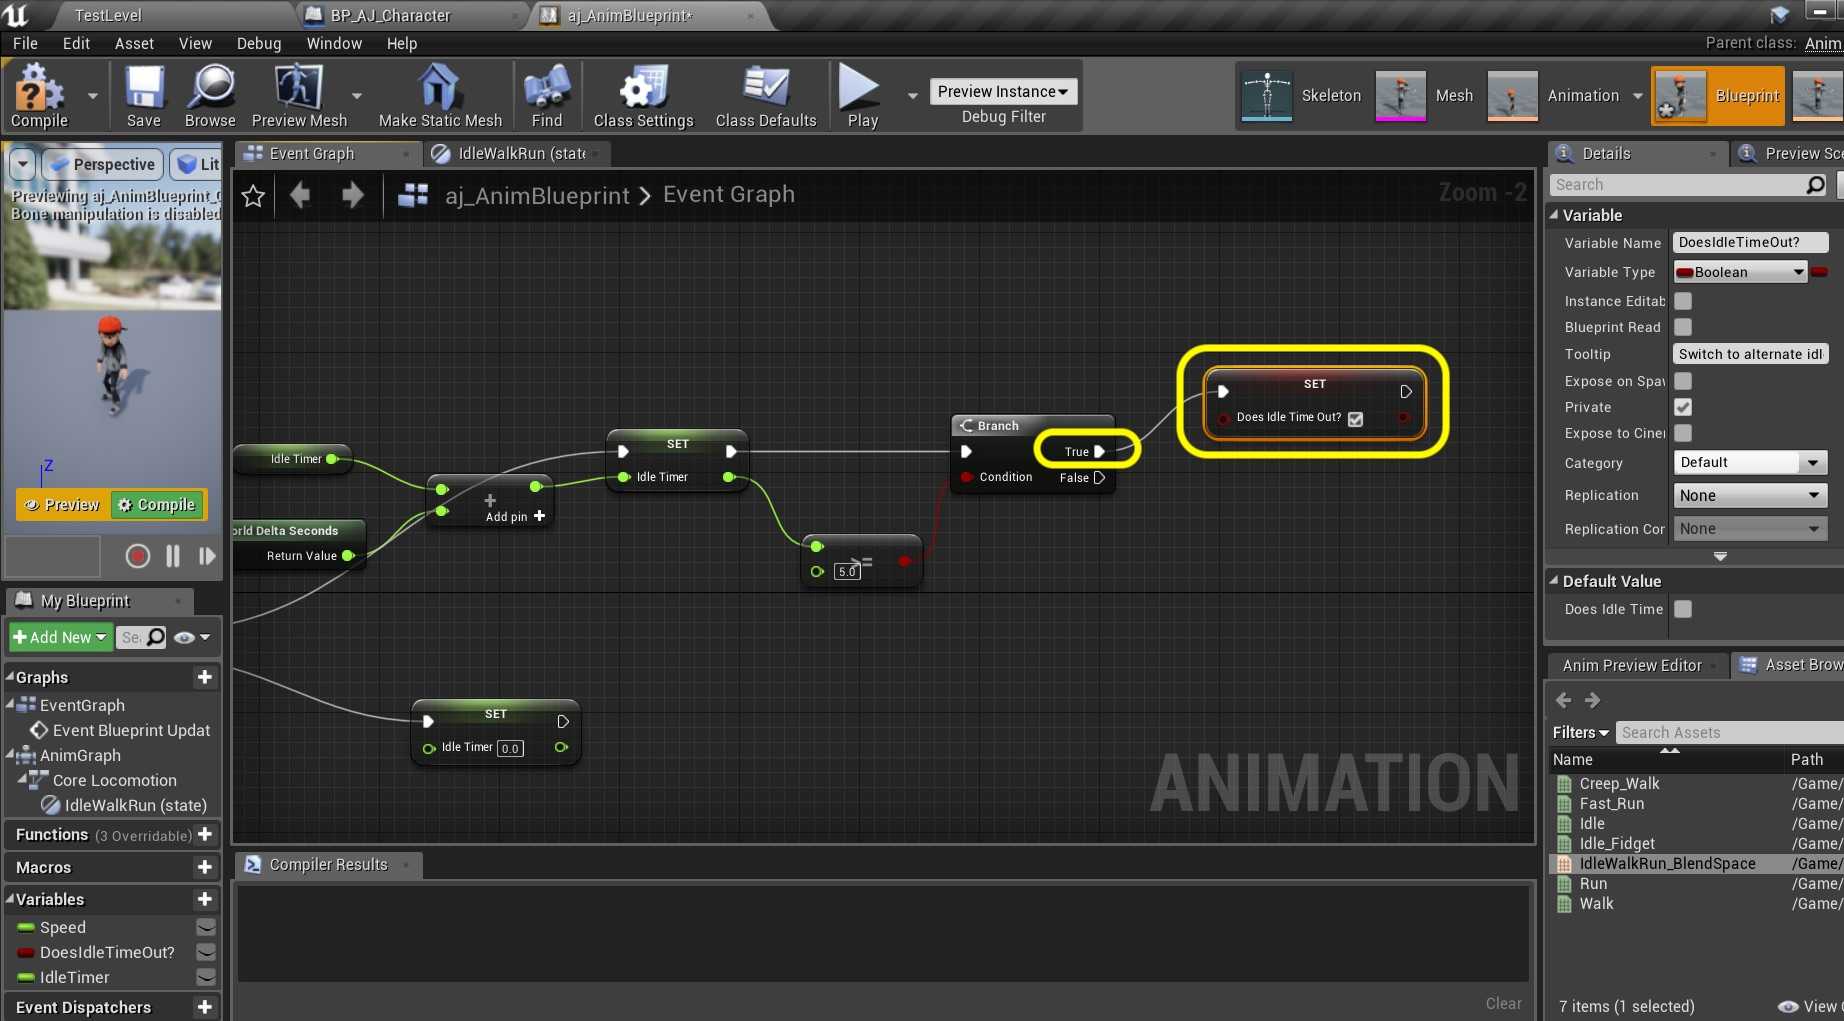 TestLevel
BP_AJ_Character
aj_AnimBlueprint*
File Edit Asset View Debug Window Help
Parent class: Anim
Compile
Save
Browse
Preview Mesh
Make Static Mesh
Find
Class Settings
Class Defaults
Play
Preview Instance
Debug Filter
Skeleton
Mesh
Animation
Blueprint
Perspective
Lit
Previewing aj_AnimBlueprint_
Bone manipulation is disabled
Z
Preview
Compile
My Blueprint
Add New
Graphs
EventGraph
Event Blueprint Updat
AnimGraph
Core Locomotion
IdleWalkRun (state)
Functions (3 Overridable)
Macros
Variables
Speed
DoesIdleTimeOut?
IdleTimer
Event Dispatchers
Event Graph
IdleWalkRun (state
aj_AnimBlueprint > Event Graph
Zoom -2
Idle Timer
orld Delta Seconds
Return Value
+
Add pin +
SET
Idle Timer
>=
5.0
Branch
True
Condition
False
SET
Does Idle Time Out?
SET
Idle Timer 0.0
ANIMATION
Compiler Results
Clear
Details
Preview Sce
Search
Variable
Variable Name DoesIdleTimeOut?
Variable Type Boolean
Instance Editab
Blueprint Read
Tooltip Switch to alternate idl
Expose on Spa
Private
Expose to Ciner
Category Default
Replication None
Replication Cor None
Default Value
Does Idle Time
Anim Preview Editor
Asset Brow
Filters
Search Assets
Name Path
Creep_Walk /Game/
Fast_Run /Game/
Idle /Game/
Idle_Fidget /Game/
IdleWalkRun_BlendSpace /Game/
Run /Game/
Walk /Game/
7 items (1 selected)
View